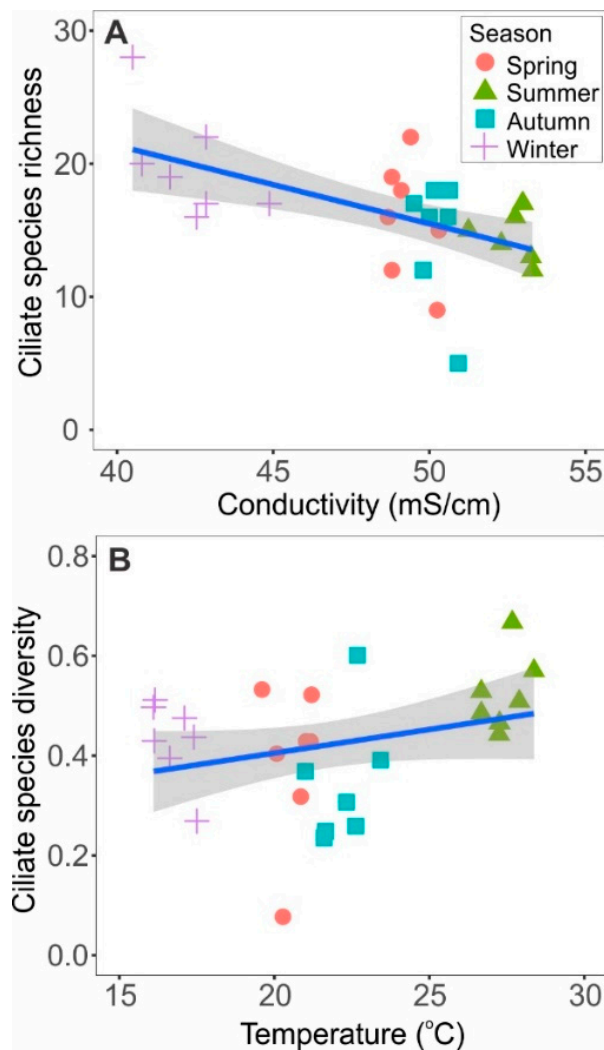 A
Season
Spring
Summer
Autumn
Winter
30
20
10
0
Ciliate species richness
40
45
50
55
Conductivity (mS/cm)
B
0.8
0.6
0.4
0.2
0.0
Ciliate species diversity
15
20
25
30
Temperature (°C)